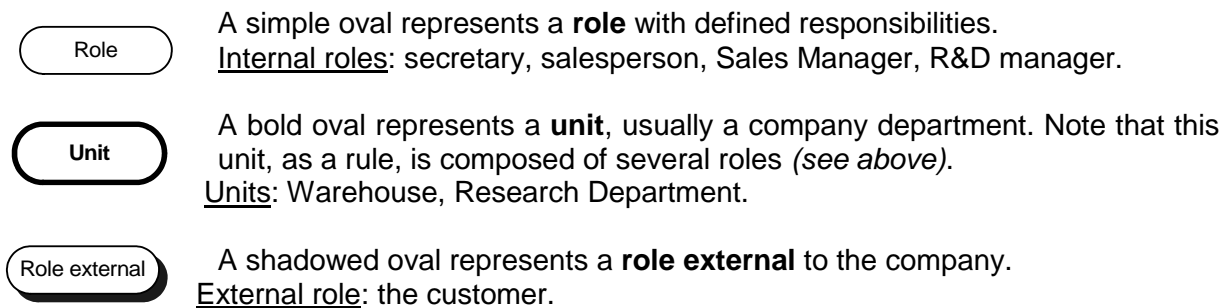 A simple oval represents a role with defined responsibilities.
Role
Internal roles: secretary, salesperson, Sales Manager, R&D manager.
A bold oval represents a unit, usually a company department. Note that this
Unit
unit, as a rule, is composed of several roles (see above).
Units: Warehouse, Research Department.
Role external
A shadowed oval represents a role external to the company.
External role: the customer.